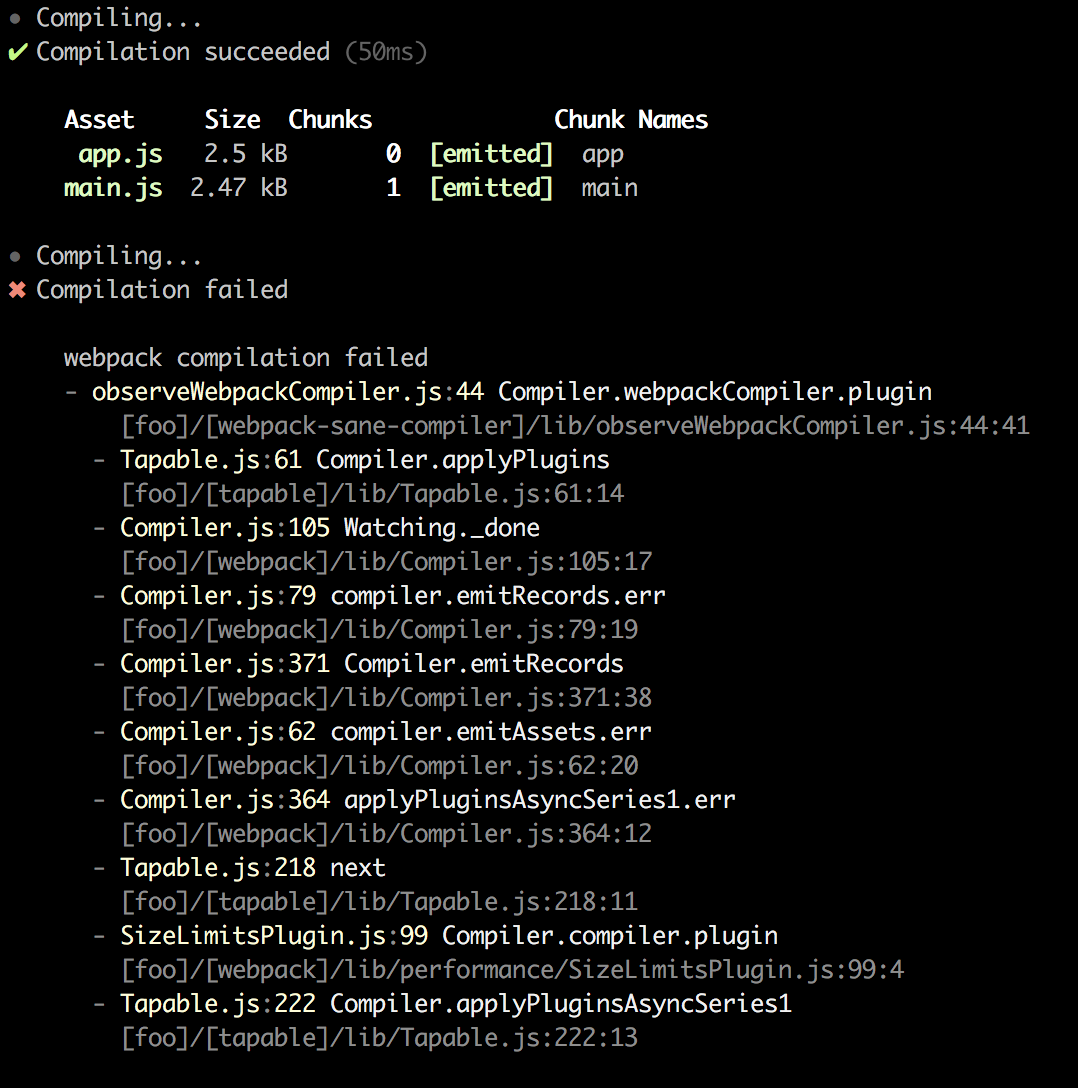 ● Compiling...
✔ Compilation succeeded (50ms)
Asset Size Chunks Chunk Names
app.js 2.5 kB 0 [emitted] app
main.js 2.47 kB 1 [emitted] main
● Compiling...
✖ Compilation failed
webpack compilation failed
- observeWebpackCompiler.js:44 Compiler.webpackCompiler.plugin
[foo]/[webpack-sane-compiler]/lib/observeWebpackCompiler.js:44:41
- Tapable.js:61 Compiler.applyPlugins
[foo]/[tapable]/lib/Tapable.js:61:14
- Compiler.js:105 Watching._done
[foo]/[webpack]/lib/Compiler.js:105:17
- Compiler.js:79 compiler.emitRecords.err
[foo]/[webpack]/lib/Compiler.js:79:19
- Compiler.js:371 Compiler.emitRecords
[foo]/[webpack]/lib/Compiler.js:371:38
- Compiler.js:62 compiler.emitAssets.err
[foo]/[webpack]/lib/Compiler.js:62:20
- Compiler.js:364 applyPluginsAsyncSeries1.err
[foo]/[webpack]/lib/Compiler.js:364:12
- Tapable.js:218 next
[foo]/[tapable]/lib/Tapable.js:218:11
- SizeLimitsPlugin.js:99 Compiler.compiler.plugin
[foo]/[webpack]/lib/performance/SizeLimitsPlugin.js:99:4
- Tapable.js:222 Compiler.applyPluginsAsyncSeries1
[foo]/[tapable]/lib/Tapable.js:222:13